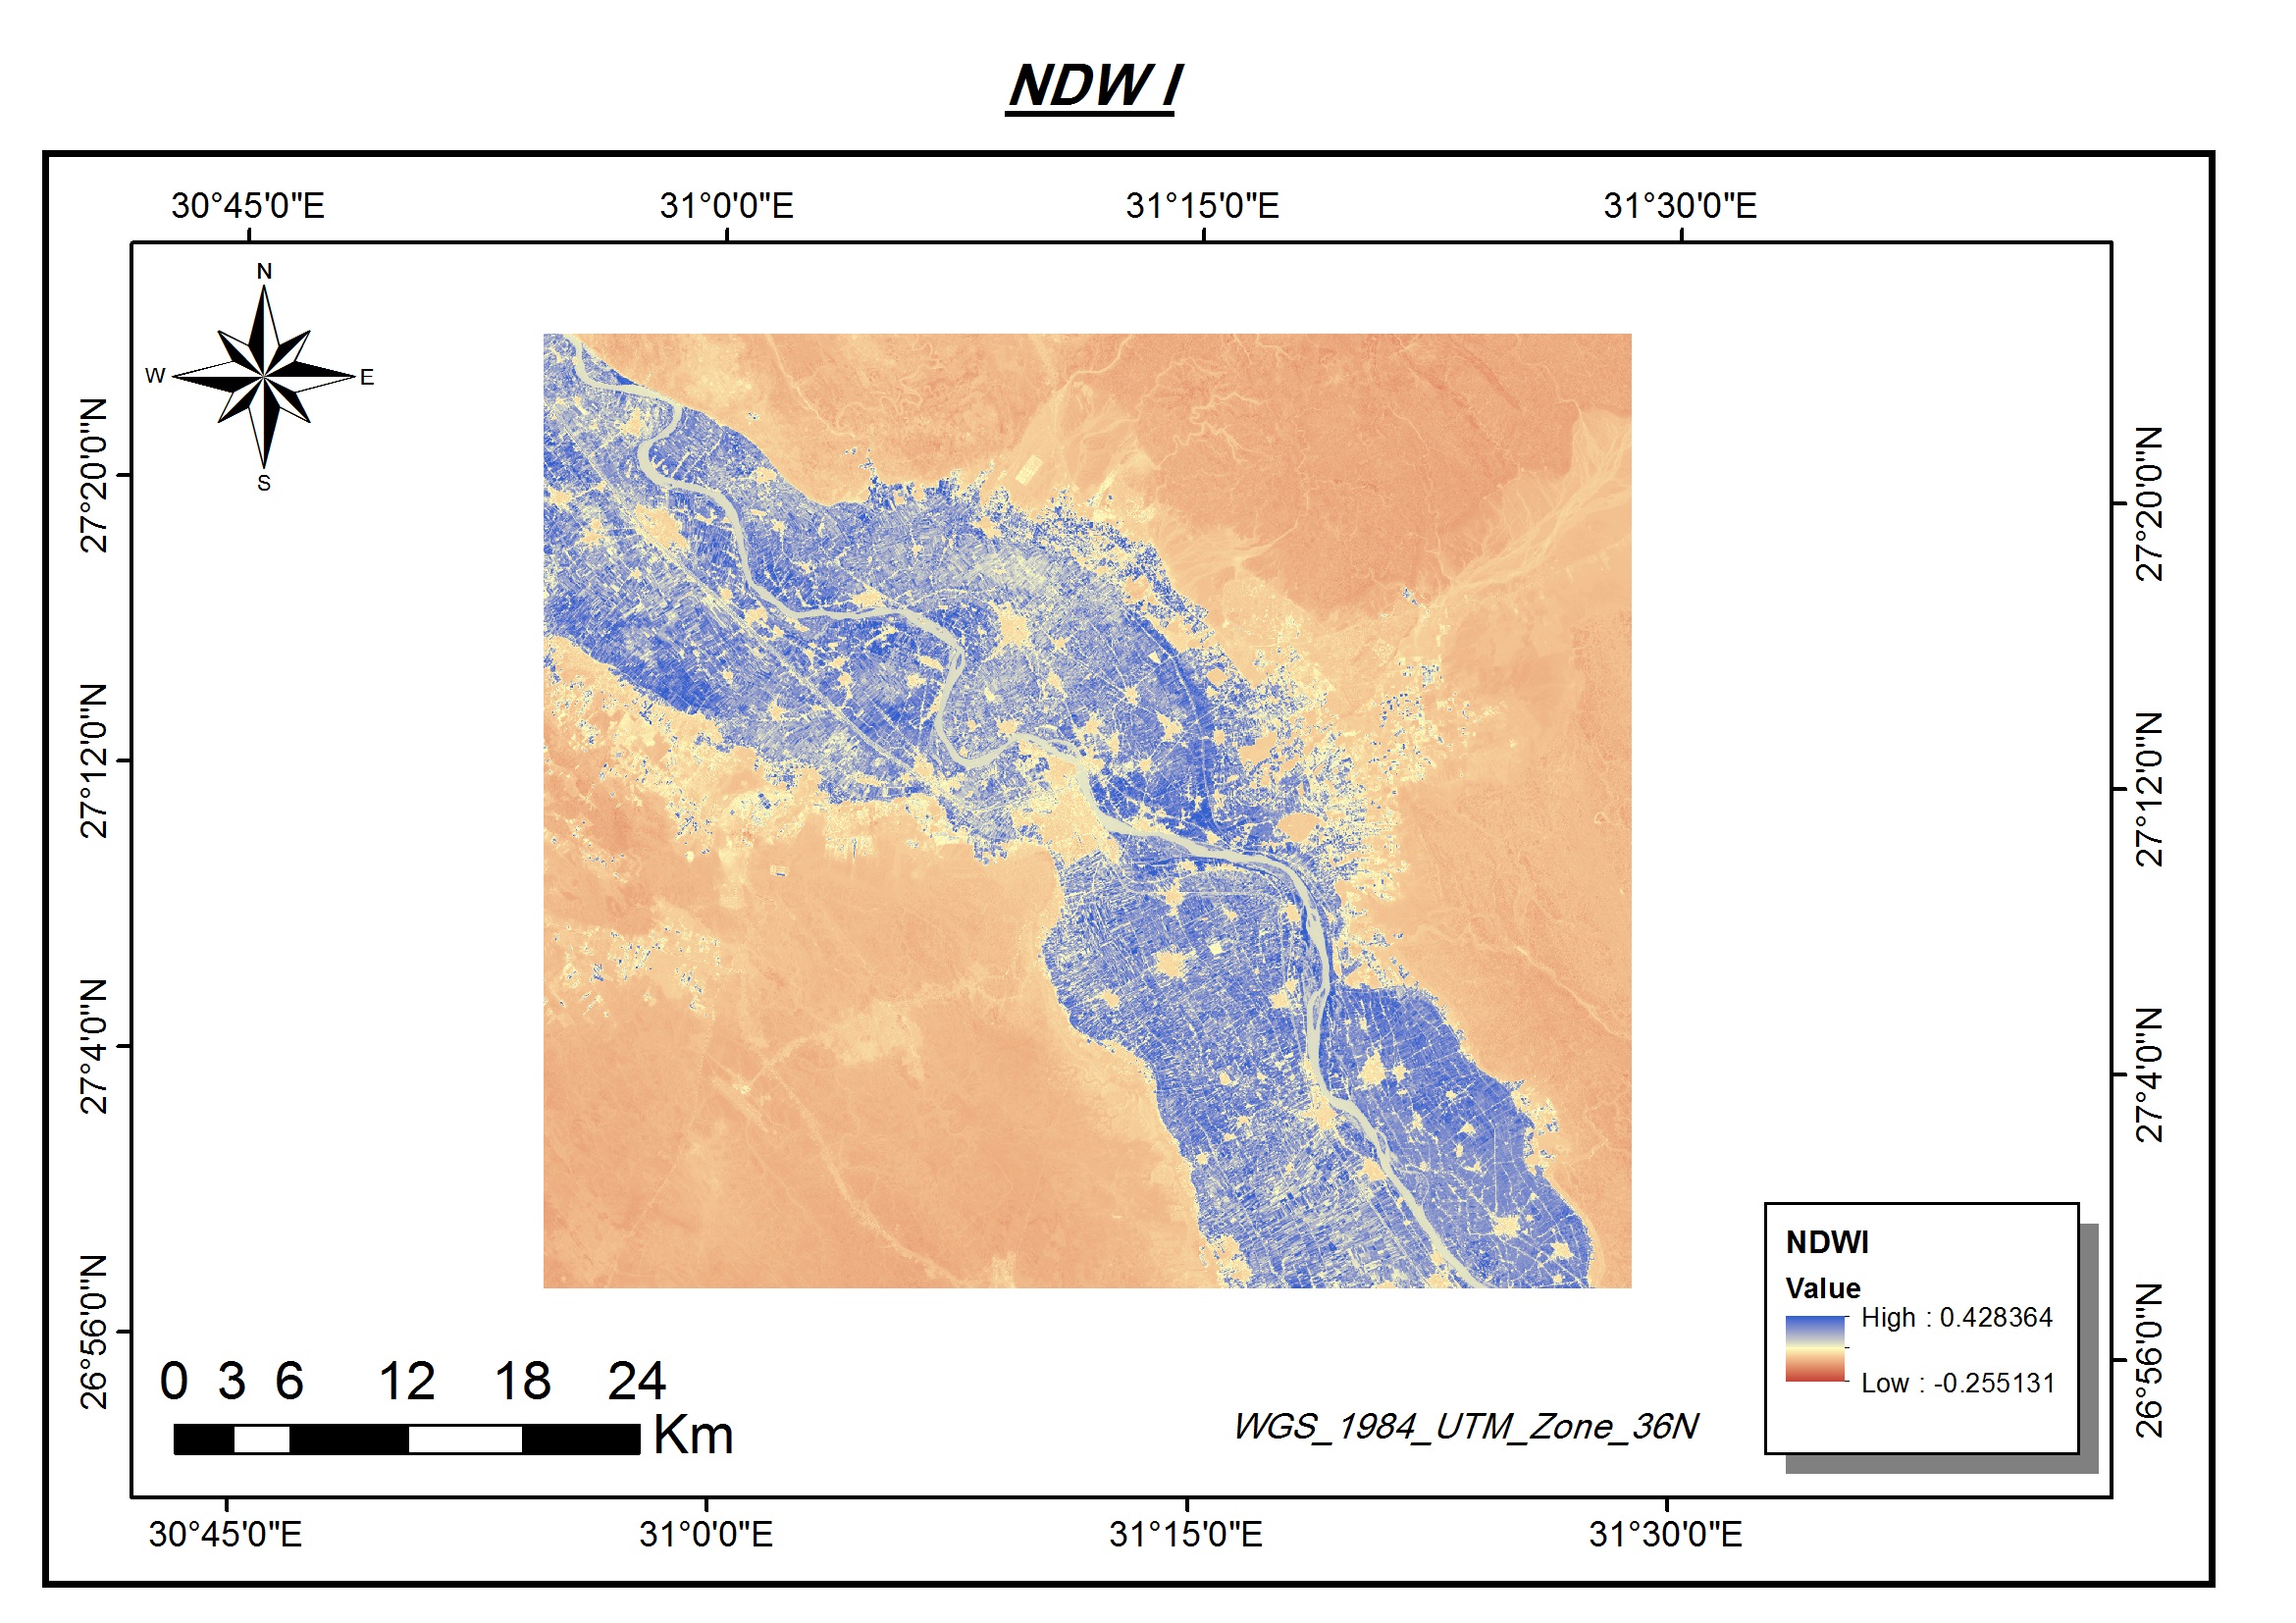 NDWI
30°45'0"E 31°0'0"E 31°15'0"E 31°30'0"E
N
W E
S
27°20'0"N 27°20'0"N
27°12'0"N 27°12'0"N
27°4'0"N 27°4'0"N
26°56'0"N 26°56'0"N
NDWI
Value
High : 0.428364
Low : -0.255131
0 3 6 12 18 24
Km
WGS_1984_UTM_Zone_36N
30°45'0"E 31°0'0"E 31°15'0"E 31°30'0"E